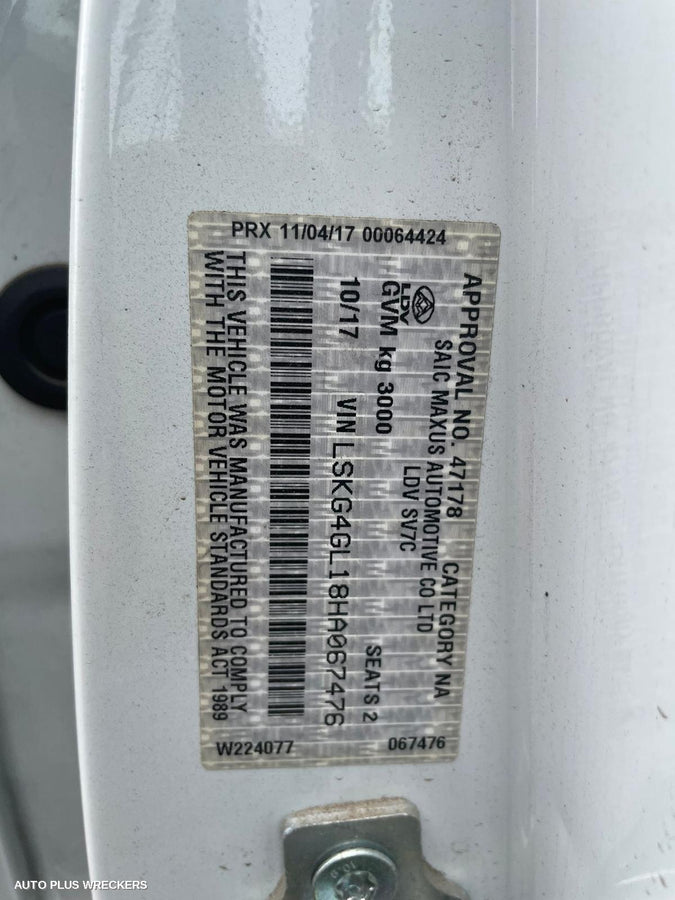 PRX 11/04/17 00064424
APPROVAL NO. 47178 CATEGORY NA
SAIC MAXUS AUTOMOTIVE CO LTD
LDV SV7C
LDV
GVM kg 3000 SEATS 2
10/17 VIN LSKG4GL18HA067476
THIS VEHICLE WAS MANUFACTURED TO COMPLY
WITH THE MOTOR VEHICLE STANDARDS ACT 1989
W224077 067476
AUTO PLUS WRECKERS